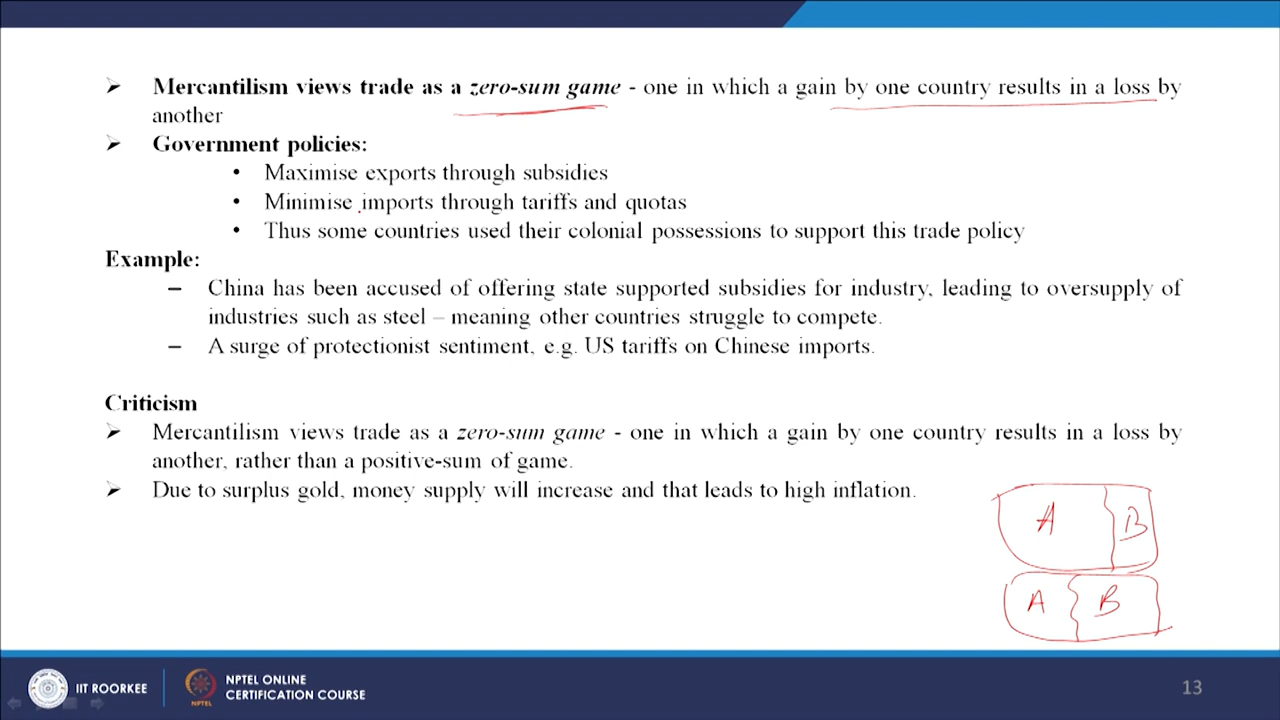 ➤ Mercantilism views trade as a zero-sum game - one in which a gain by one country results in a loss by
another
➤ Government policies:
• Maximise exports through subsidies
• Minimise imports through tariffs and quotas
• Thus some countries used their colonial possessions to support this trade policy
Example:
– China has been accused of offering state supported subsidies for industry, leading to oversupply of
industries such as steel – meaning other countries struggle to compete.
– A surge of protectionist sentiment, e.g. US tariffs on Chinese imports.
Criticism
➤ Mercantilism views trade as a zero-sum game - one in which a gain by one country results in a loss by
another, rather than a positive-sum of game.
➤ Due to surplus gold, money supply will increase and that leads to high inflation.
A B
A B
IIT ROORKEE
NPTEL
NPTEL ONLINE
CERTIFICATION COURSE
13